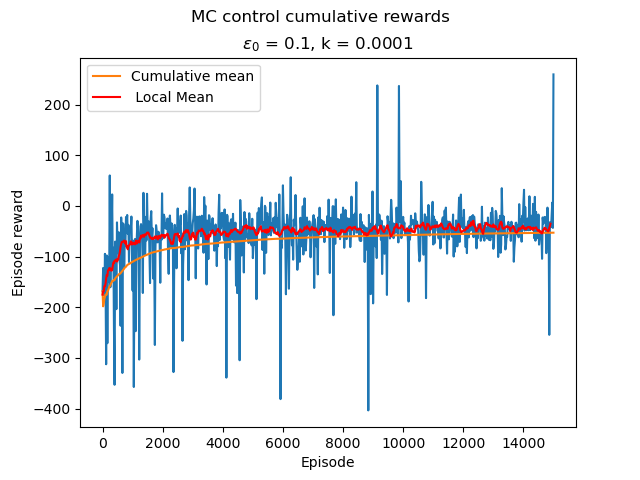 MC control cumulative rewards
ε₀ = 0.1, k = 0.0001
Cumulative mean
Local Mean
Episode reward
200
100
0
−100
−200
−300
−400
0 2000 4000 6000 8000 10000 12000 14000
Episode